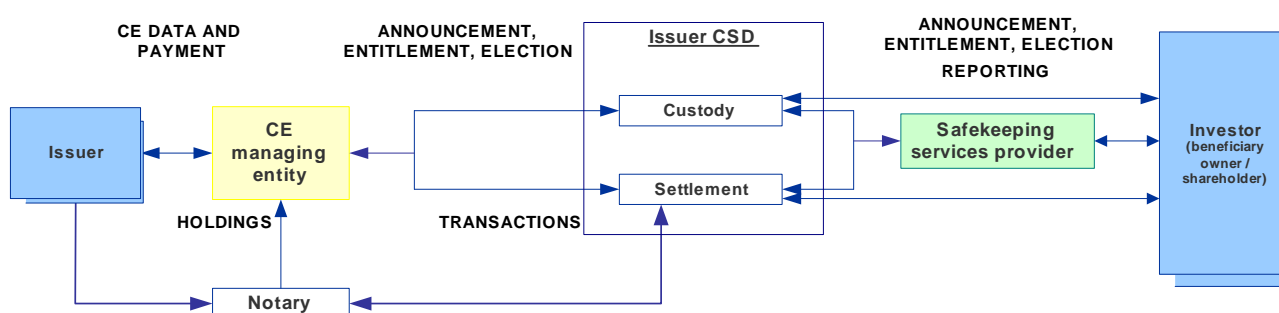 CE DATA AND
PAYMENT
ANNOUNCEMENT,
ENTITLEMENT, ELECTION
Issuer CSD
ANNOUNCEMENT,
ENTITLEMENT, ELECTION
REPORTING
Issuer
CE
managing
entity
Custody
Settlement
Safekeeping
services provider
Investor
(beneficiary
owner /
shareholder)
HOLDINGS
TRANSACTIONS
Notary